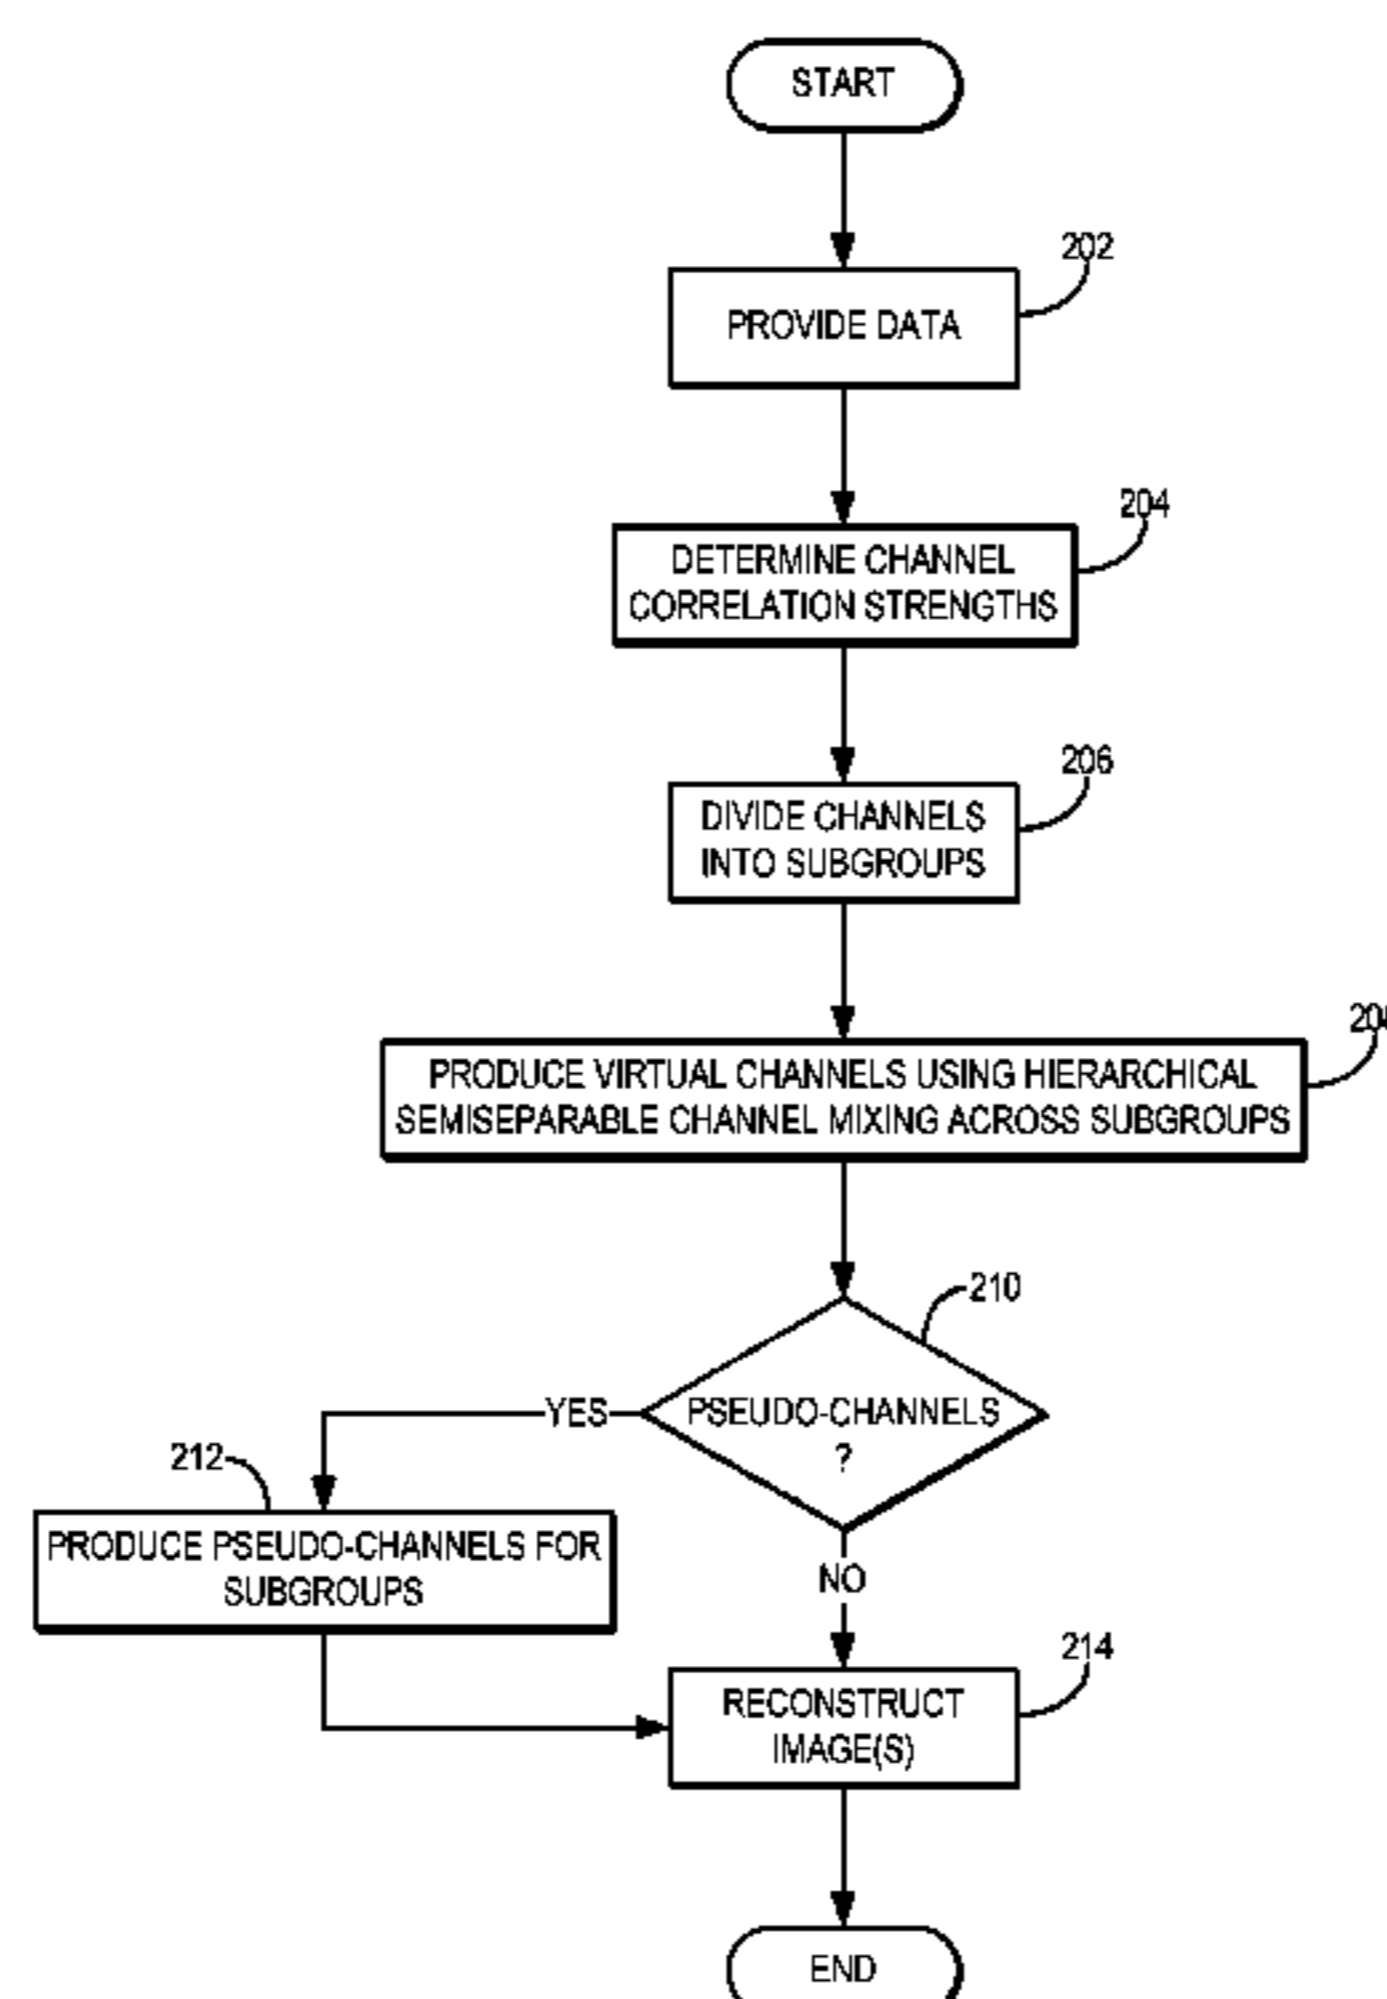 START
202
PROVIDE DATA
204
DETERMINE CHANNEL
CORRELATION STRENGTHS
206
DIVIDE CHANNELS
INTO SUBGROUPS
PRODUCE VIRTUAL CHANNELS USING HIERARCHICAL
SEMISEPARABLE CHANNEL MIXING ACROSS SUBGROUPS
210
PSEUDO-CHANNELS
?
YES
212
PRODUCE PSEUDO-CHANNELS FOR
SUBGROUPS
NO
214
RECONSTRUCT
IMAGE(S)
END